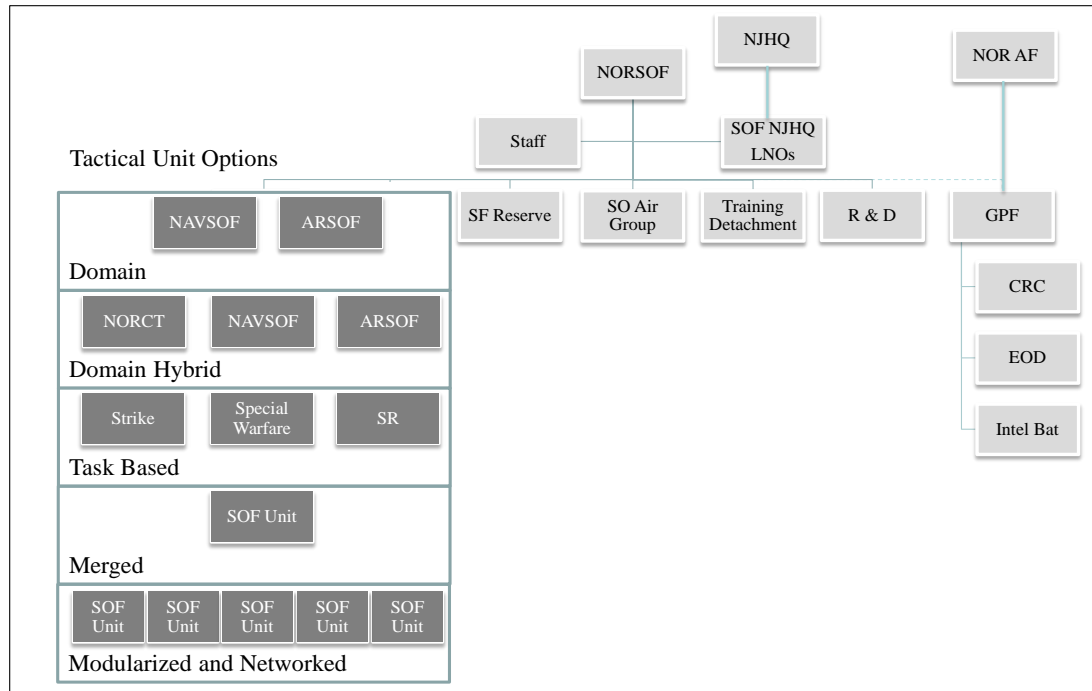 NJHQ
NOR AF
NORSOF
SOF NJHQ
LNOs
Staff
Tactical Unit Options
SF Reserve
SO Air
Group
Training
Detachment
R & D
GPF
CRC
EOD
Intel Bat
NAVSOF
ARSOF
Domain
NORCT
NAVSOF
ARSOF
Domain Hybrid
Strike
Special
Warfare
SR
Task Based
SOF Unit
Merged
SOF
Unit
SOF
Unit
SOF
Unit
SOF
Unit
SOF
Unit
Modularized and Networked